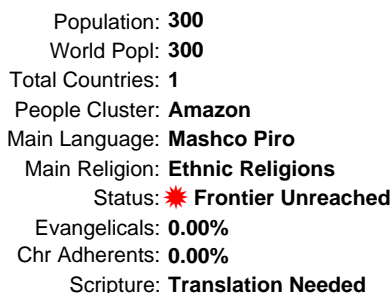 Population: 300
World Popl: 300
Total Countries: 1
People Cluster: Amazon
Main Language: Mashco Piro
Main Religion: Ethnic Religions
Status: Frontier Unreached
Evangelicals: 0.00%
Chr Adherents: 0.00%
Scripture: Translation Needed